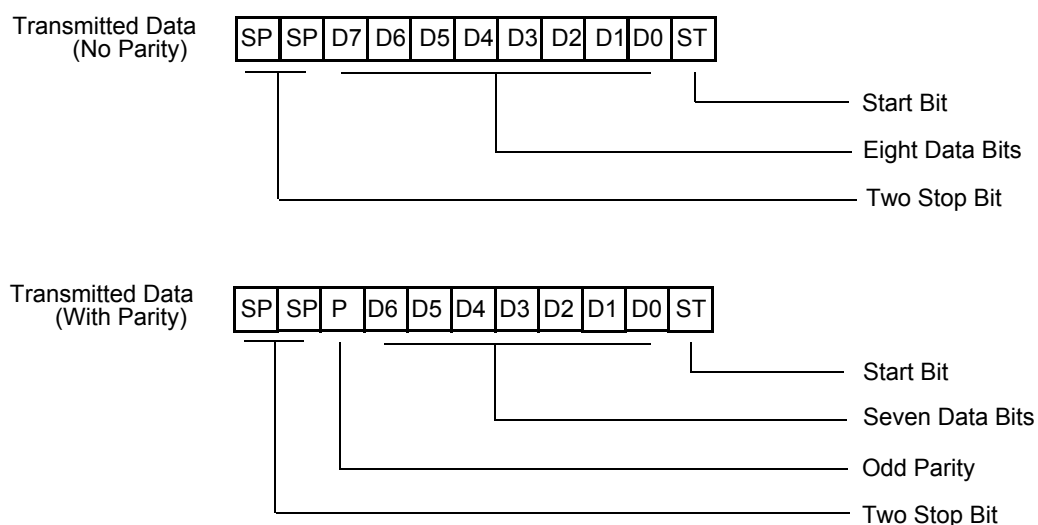 Transmitted Data
(No Parity)
SP SP D7 D6 D5 D4 D3 D2 D1 D0 ST
Start Bit
Eight Data Bits
Two Stop Bit
Transmitted Data
(With Parity)
SP SP P D6 D5 D4 D3 D2 D1 D0 ST
Start Bit
Seven Data Bits
Odd Parity
Two Stop Bit